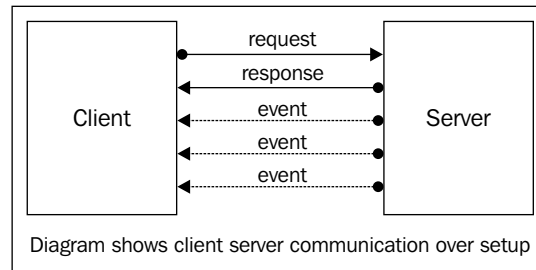 request
response
event
event
event
Client
Server
Diagram shows client server communication over setup